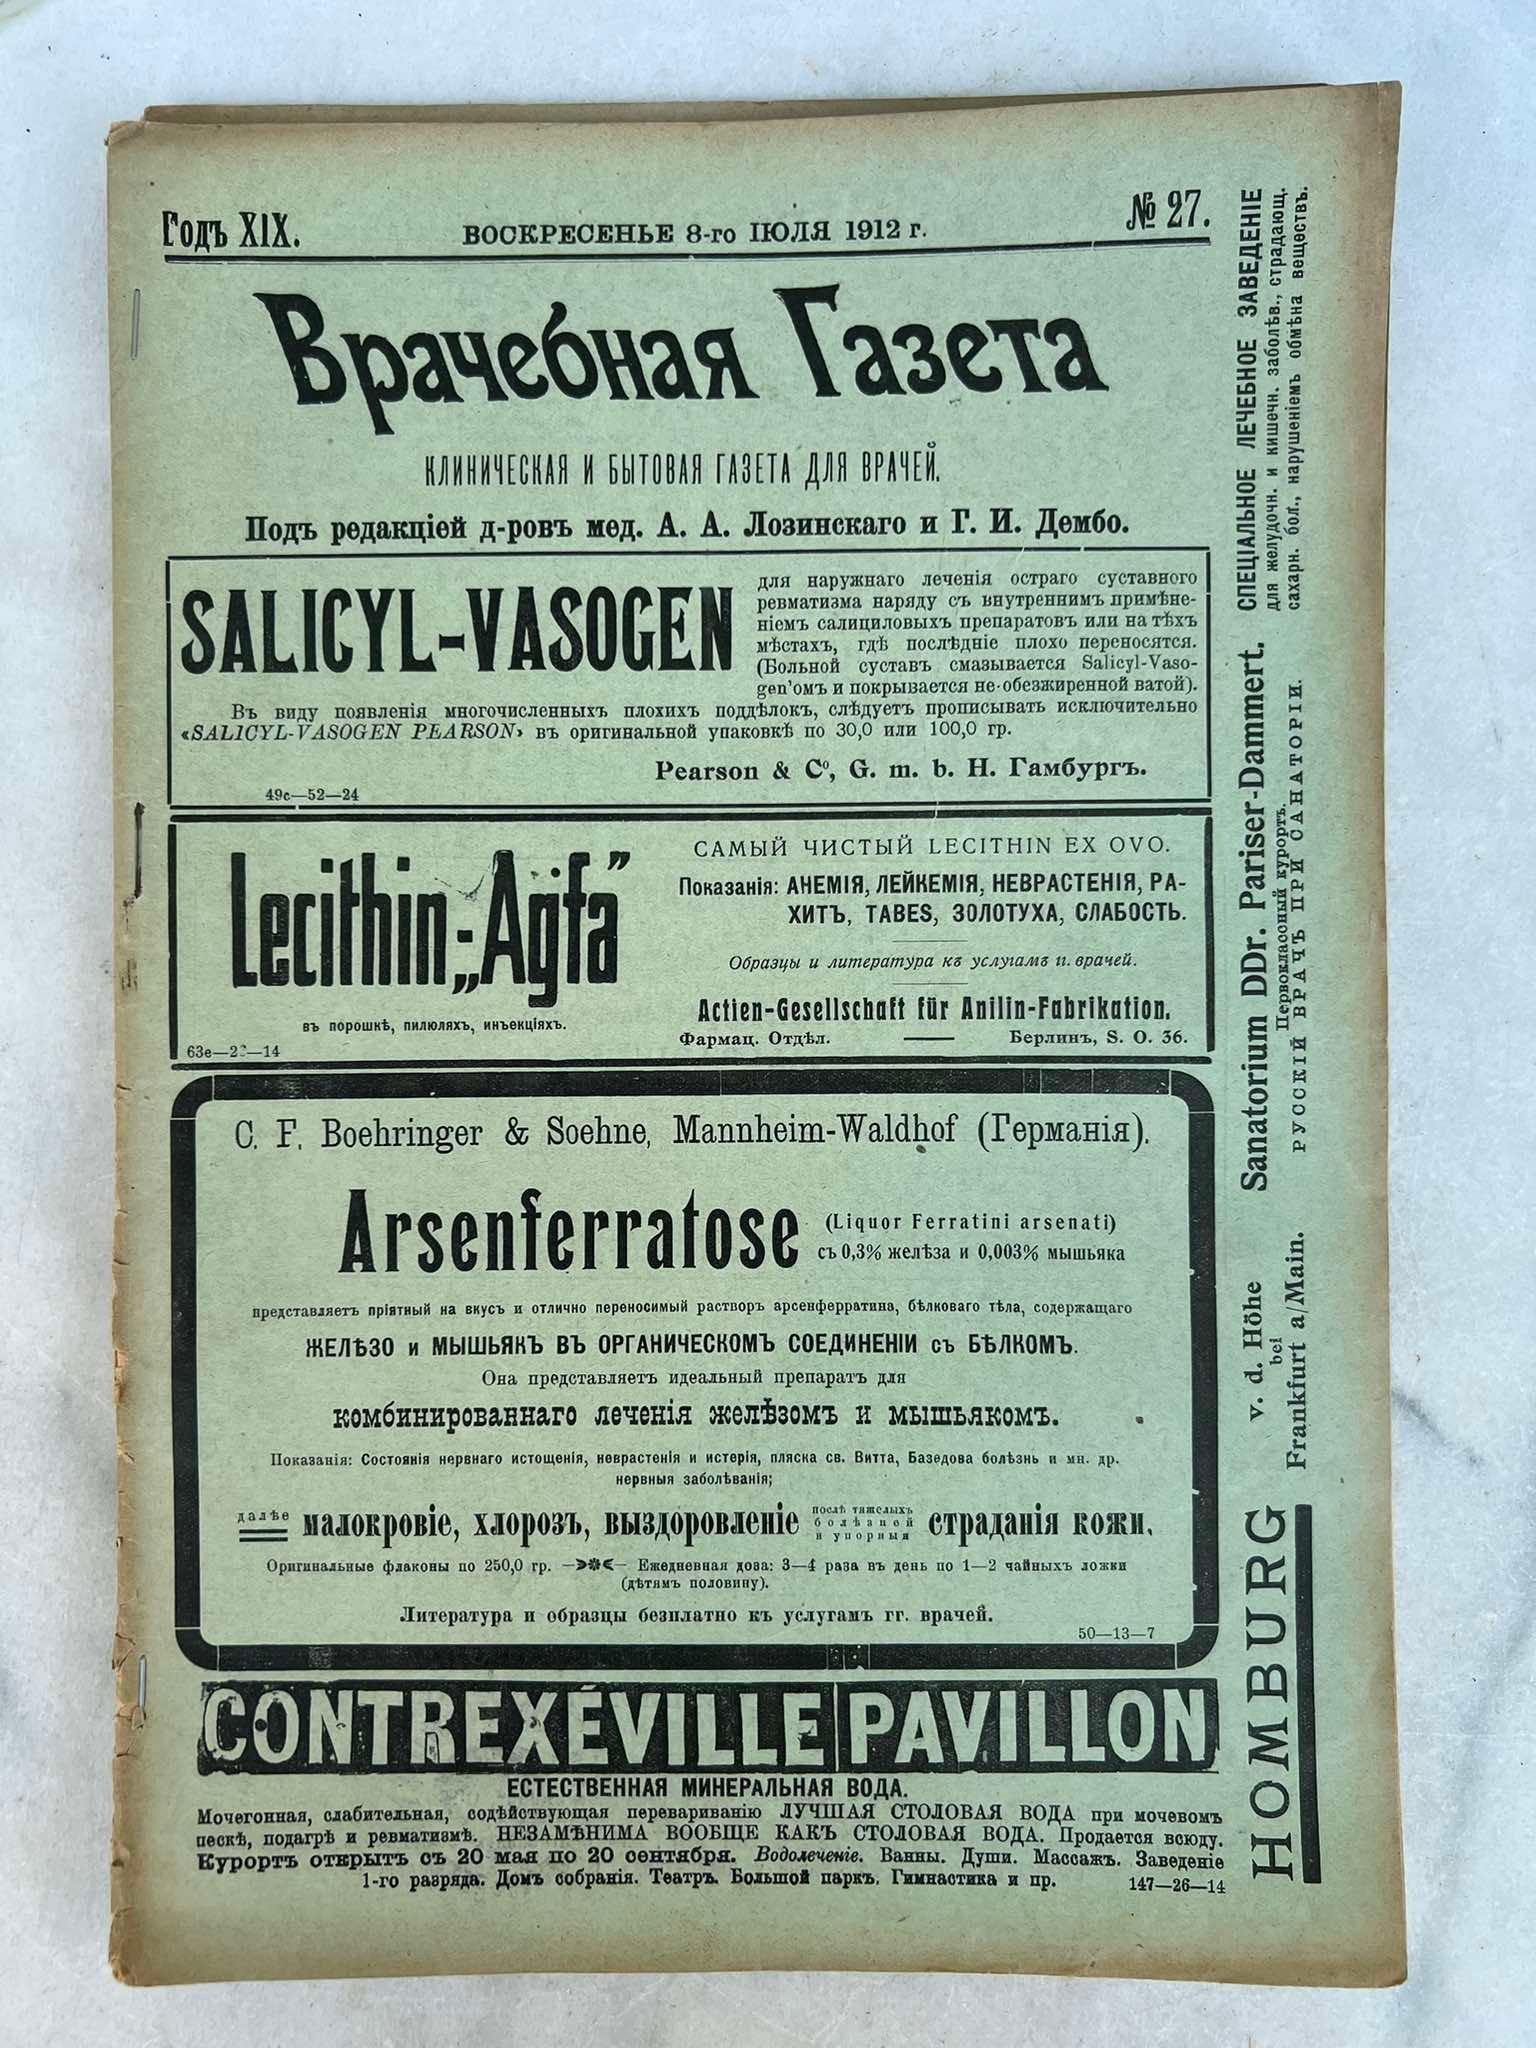 Годъ XIX.
ВОСКРЕСЕНЬЕ 8-го ІЮЛЯ 1912 г.
№ 27.
Врачебная Газета
КЛИНИЧЕСКАЯ И БЫТОВАЯ ГАЗЕТА ДЛЯ ВРАЧЕЙ.
Подъ редакціей д-ровъ мед. А. А. Лозинскаго и Г. И. Дембо.
SALICYL-VASOGEN
для наружнаго леченія остраго суставного
ревматизма наряду съ внутреннимъ примѣне-
ніемъ салициловыхъ препаратовъ или на тѣхъ
мѣстахъ, гдѣ послѣдніе плохо переносятся.
(Больной суставъ смазывается Salicyl-Vaso-
gen'омъ и покрывается не обезжиренной ватой).
Въ виду появленія многочисленныхъ плохихъ поддѣлокъ, слѣдуетъ прописывать исключительно
«SALICYL-VASOGEN PEARSON» въ оригинальной упаковкѣ по 30,0 или 100,0 гр.
Pearson & Cº, G. m. b. H. Гамбургъ.
49с—52—24
Lecithin-„Agfa"
въ порошкѣ, пилюляхъ, инъекціяхъ.
63е—26—14
САМЫЙ ЧИСТЫЙ LECITHIN EX OVO.
Показанія: АНЕМІЯ, ЛЕЙКЕМІЯ, НЕВРАСТЕНІЯ, РА-
ХИТЪ, TABES, ЗОЛОТУХА, СЛАБОСТЬ.
Образцы и литература къ услугамъ гг. врачей.
Actien-Gesellschaft für Anilin-Fabrikation.
Фармац. Отдѣл. — Берлинъ, S. O. 36.
C. F. Boehringer & Soehne, Mannheim-Waldhof (Германія).
Arsenferratose
(Liquor Ferratini arsenati)
съ 0,3% желѣза и 0,003% мышьяка
представляетъ пріятный на вкусъ и отлично переносимый растворъ арсенферратина, бѣлковаго тѣла, содержащаго
ЖЕЛѢЗО и МЫШЬЯКЪ ВЪ ОРГАНИЧЕСКОМЪ СОЕДИНЕНІИ съ БѢЛКОМЪ.
Она представляетъ идеальный препаратъ для
комбинированнаго леченія желѣзомъ и мышьякомъ.
Показанія: Состоянія нервнаго истощенія, неврастенія и истерія, пляска св. Витта, Базедова болѣзнь и мн. др.
нервныя заболѣванія;
далѣе малокровіе, хлорозъ, выздоровленіе послѣ тяжелыхъ болѣзней и упорныя страданія кожи.
Оригинальные флаконы по 250,0 гр. — Ежедневная доза: 3—4 раза въ день по 1—2 чайныхъ ложки
(дѣтямъ половину).
Литература и образцы безплатно къ услугамъ гг. врачей.
50—13—7
CONTREXÉVILLE PAVILLON
ЕСТЕСТВЕННАЯ МИНЕРАЛЬНАЯ ВОДА.
Мочегонная, слабительная, содѣйствующая перевариванію ЛУЧШАЯ СТОЛОВАЯ ВОДА при мочевомъ
пескѣ, подагрѣ и ревматизмѣ. НЕЗАМѢНИМА ВООБЩЕ КАКЪ СТОЛОВАЯ ВОДА. Продается всюду.
Курортъ открытъ съ 20 мая по 20 сентября. Водолеченіе. Ванны. Души. Массажъ. Заведеніе
1-го разряда. Домъ собранія. Театръ. Большой паркъ. Гимнастика и пр.
147—26—14
HOMBURG
v. d. Höhe
bei
Frankfurt a/Main.
Sanatorium DDr. Pariser-Dammert.
Первоклассный курортъ.
РУССКІЙ ВРАЧЪ ПРИ САНАТОРІИ.
СПЕЦІАЛЬНОЕ ЛЕЧЕБНОЕ ЗАВЕДЕНІЕ
для желудочн. и кишечн. заболѣв., страдающ.
сахарн. бол., нарушеніемъ обмѣна веществъ.